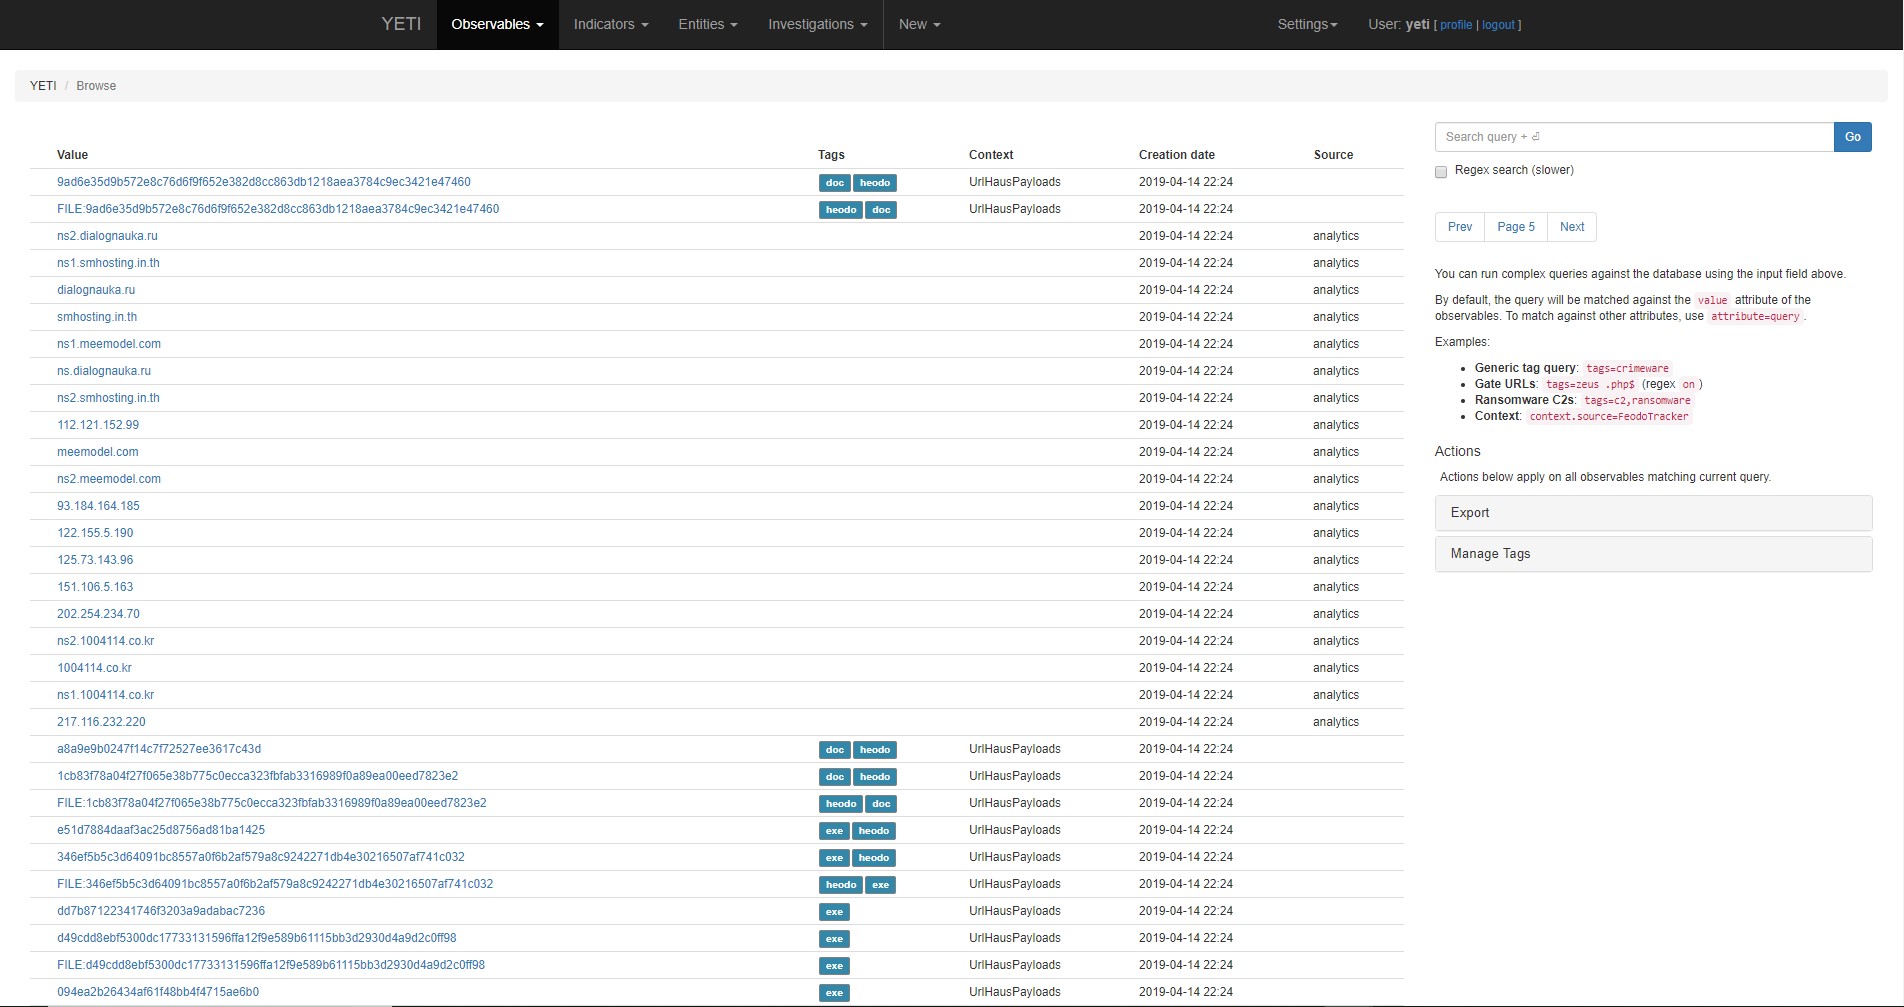 YETI Observables Indicators Entities Investigations New Settings User: yeti [ profile | logout ]
YETI / Browse
Search query + ⏎ Go
Regex search (slower)
Value Tags Context Creation date Source
9ad6e35d9b572e8c76d6f9f652e382d8cc863db1218aea3784c9ec3421e47460 doc heodo UrlHausPayloads 2019-04-14 22:24
FILE:9ad6e35d9b572e8c76d6f9f652e382d8cc863db1218aea3784c9ec3421e47460 heodo doc UrlHausPayloads 2019-04-14 22:24
ns2.dialognauka.ru 2019-04-14 22:24 analytics
ns1.smhosting.in.th 2019-04-14 22:24 analytics
dialognauka.ru 2019-04-14 22:24 analytics
smhosting.in.th 2019-04-14 22:24 analytics
ns1.meemodel.com 2019-04-14 22:24 analytics
ns.dialognauka.ru 2019-04-14 22:24 analytics
ns2.smhosting.in.th 2019-04-14 22:24 analytics
112.121.152.99 2019-04-14 22:24 analytics
meemodel.com 2019-04-14 22:24 analytics
ns2.meemodel.com 2019-04-14 22:24 analytics
93.184.164.185 2019-04-14 22:24 analytics
122.155.5.190 2019-04-14 22:24 analytics
125.73.143.96 2019-04-14 22:24 analytics
151.106.5.163 2019-04-14 22:24 analytics
202.254.234.70 2019-04-14 22:24 analytics
ns2.1004114.co.kr 2019-04-14 22:24 analytics
1004114.co.kr 2019-04-14 22:24 analytics
ns1.1004114.co.kr 2019-04-14 22:24 analytics
217.116.232.220 2019-04-14 22:24 analytics
a8a9e9b0247f14c7f72527ee3617c43d doc heodo UrlHausPayloads 2019-04-14 22:24
1cb83f78a04f27f065e38b775c0ecca323fbfab3316989f0a89ea00eed7823e2 doc heodo UrlHausPayloads 2019-04-14 22:24
FILE:1cb83f78a04f27f065e38b775c0ecca323fbfab3316989f0a89ea00eed7823e2 heodo doc UrlHausPayloads 2019-04-14 22:24
e51d7884daaf3ac25d8756ad81ba1425 exe heodo UrlHausPayloads 2019-04-14 22:24
346ef5b5c3d64091bc8557a0f6b2af579a8c9242271db4e30216507af741c032 exe heodo UrlHausPayloads 2019-04-14 22:24
FILE:346ef5b5c3d64091bc8557a0f6b2af579a8c9242271db4e30216507af741c032 heodo exe UrlHausPayloads 2019-04-14 22:24
dd7b87122341746f3203a9adabac7236 exe UrlHausPayloads 2019-04-14 22:24
d49cdd8ebf5300dc17733131596ffa12f9e589b61115bb3d2930d4a9d2c0ff98 exe UrlHausPayloads 2019-04-14 22:24
FILE:d49cdd8ebf5300dc17733131596ffa12f9e589b61115bb3d2930d4a9d2c0ff98 exe UrlHausPayloads 2019-04-14 22:24
094ea2b26434af61f48bb4f4715ae6b0 exe UrlHausPayloads 2019-04-14 22:24
Prev Page 5 Next
You can run complex queries against the database using the input field above.
By default, the query will be matched against the value attribute of the
observables. To match against other attributes, use attribute=query.
Examples:
• Generic tag query: tags=crimeware
• Gate URLs: tags=zeus .php$ (regex on )
• Ransomware C2s: tags=c2,ransomware
• Context: context.source=FeodoTracker
Actions
Actions below apply on all observables matching current query.
Export
Manage Tags